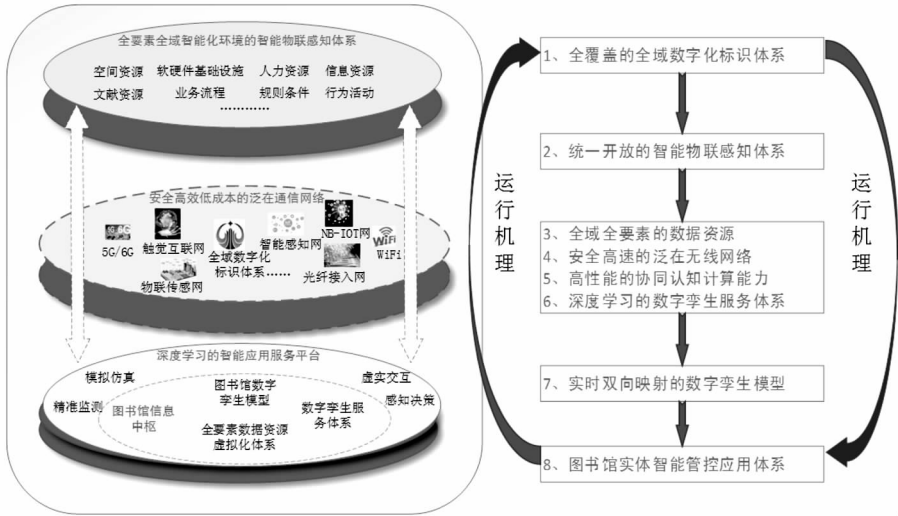 全要素全域智能化环境的智能物联感知体系
空间资源 软硬件基础设施 人力资源 信息资源
文献资源 业务流程 规则条件 行为活动
…………
安全高效低成本的泛在通信网络
5G/6G
触觉互联网
物联传感网
全域数字化
标识体系……
智能感知网
NB-IOT网
光纤接入网
WiFi
WiFi
深度学习的智能应用服务平台
模拟仿真
虚实交互
精准监测
感知决策
图书馆信息
中枢
图书馆数字
孪生模型
全要素数据资源
虚拟化体系
数字孪生服
务体系
运行机理
1、全覆盖的全域数字化标识体系
2、统一开放的智能物联感知体系
3、全域全要素的数据资源
4、安全高速的泛在无线网络
5、高性能的协同认知计算能力
6、深度学习的数字孪生服务体系
7、实时双向映射的数字孪生模型
8、图书馆实体智能管控应用体系
运行机理